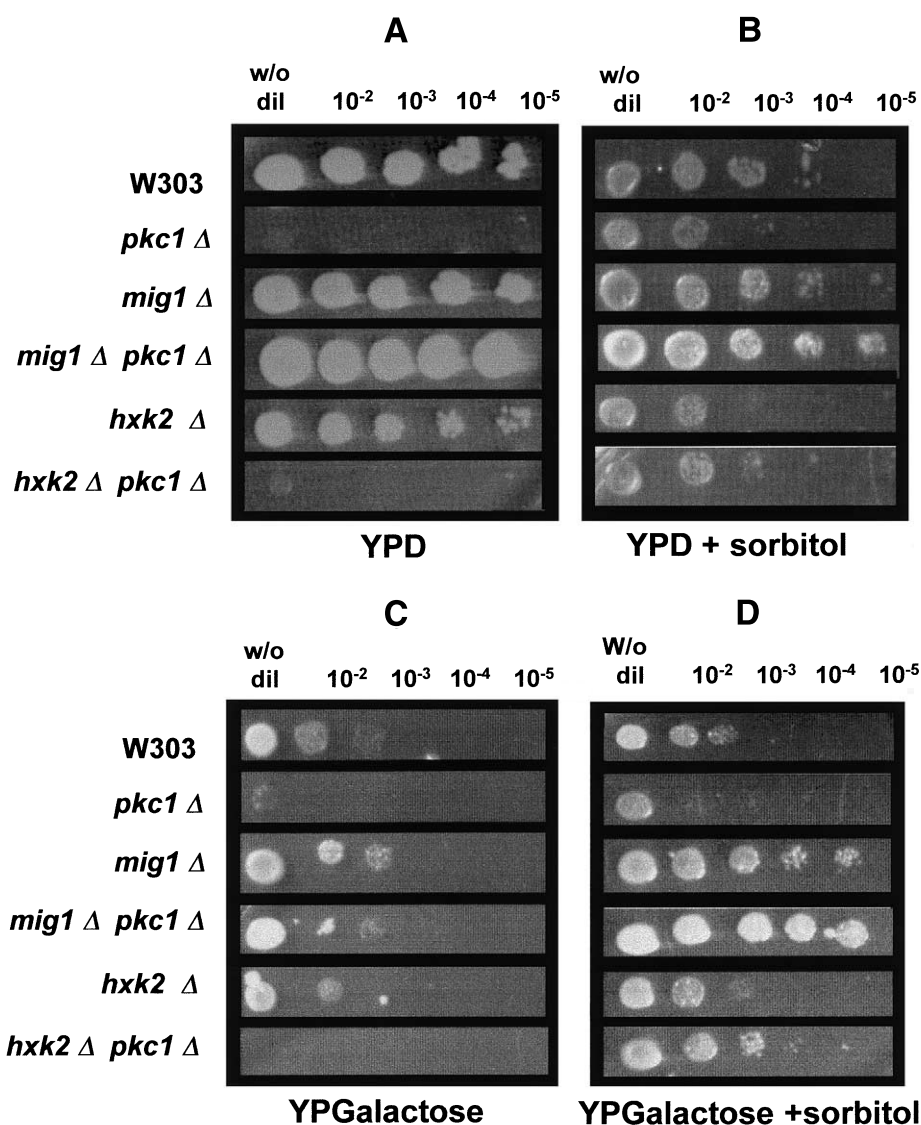 A
B
w/o
dil 10-2 10-3 10-4 10-5
w/o
dil 10-2 10-3 10-4 10-5
W303
pkc1 Δ
mig1 Δ
mig1 Δ pkc1 Δ
hxk2 Δ
hxk2 Δ pkc1 Δ
YPD
YPD + sorbitol
C
D
w/o
dil 10-2 10-3 10-4 10-5
W/o
dil 10-2 10-3 10-4 10-5
W303
pkc1 Δ
mig1 Δ
mig1 Δ pkc1 Δ
hxk2 Δ
hxk2 Δ pkc1 Δ
YPGalactose
YPGalactose +sorbitol